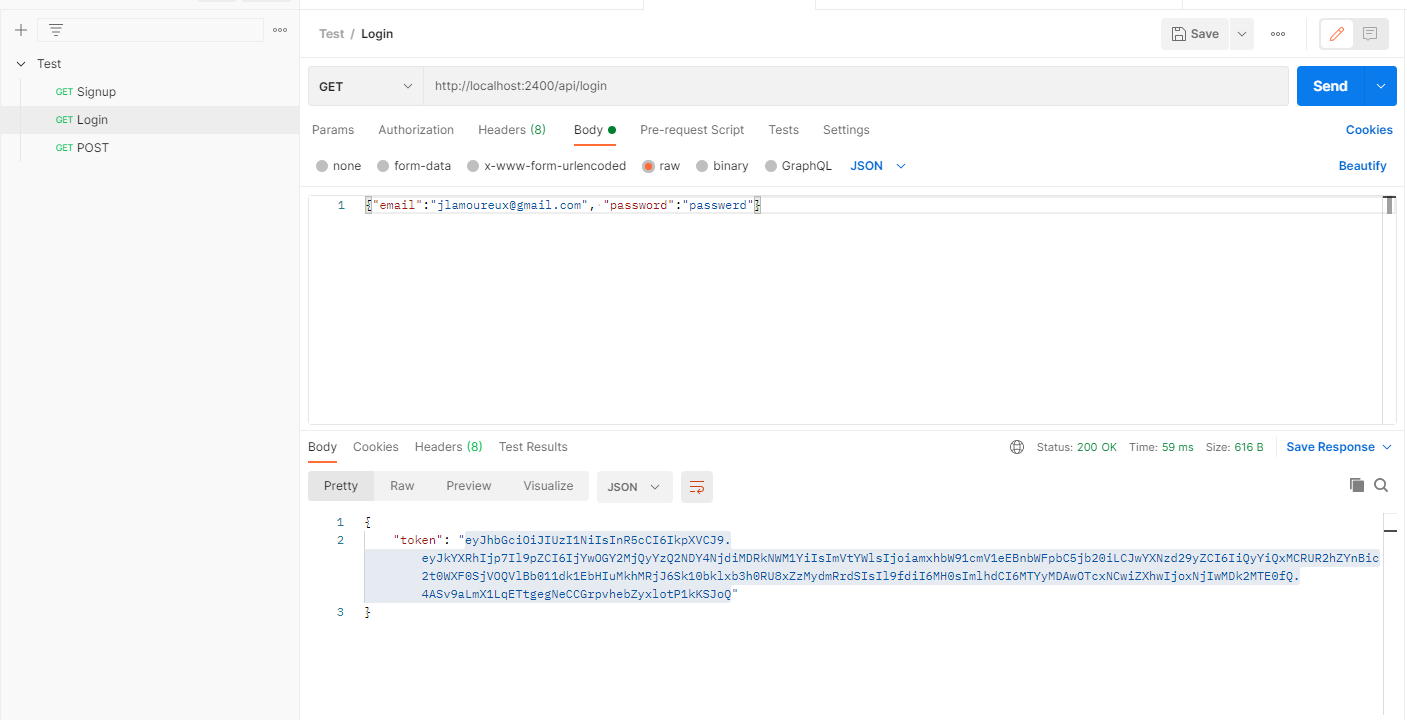 Test / Login
Save
Test
GET Signup
GET Login
GET POST
GET
http://localhost:2400/api/login
Send
Params Authorization Headers (8) Body Pre-request Script Tests Settings
Cookies
none form-data x-www-form-urlencoded raw binary GraphQL JSON
Beautify
1 {"email":"jlamoureux@gmail.com", "password":"passwerd"}
Body Cookies Headers (8) Test Results
Status: 200 OK Time: 59 ms Size: 616 B
Save Response
Pretty Raw Preview Visualize JSON
1 {
2 "token": "eyJhbGciOiJIUzI1NiIsInR5cCI6IkpXVCJ9.
eyJkYXRhIjp7Il9pZCI6IjYwOGY2MjQyYzQ2NDY4NjdiMDRkNWM1YiIsImVtYWlsIjoiamxhbW91cmV1eEBnbWFpbC5jb20iLCJwYXNzd29yZCI6IiQyYiQxMCRUR2hZYnBic
2t0WXF0SjVOQVlBb011dk1EbHIuMkhMRjJ6Sk10bklxb3h0RU8xZzMydmRrdSIsIl9fdiI6MH0sImlhdCI6MTYyMDAwOTcxNCwiZXhwIjoxNjIwMDk2MTE0fQ.
4ASv9aLmX1LqETtgegNeCCGrpvhebZyxlotP1kKSJoQ"
3 }